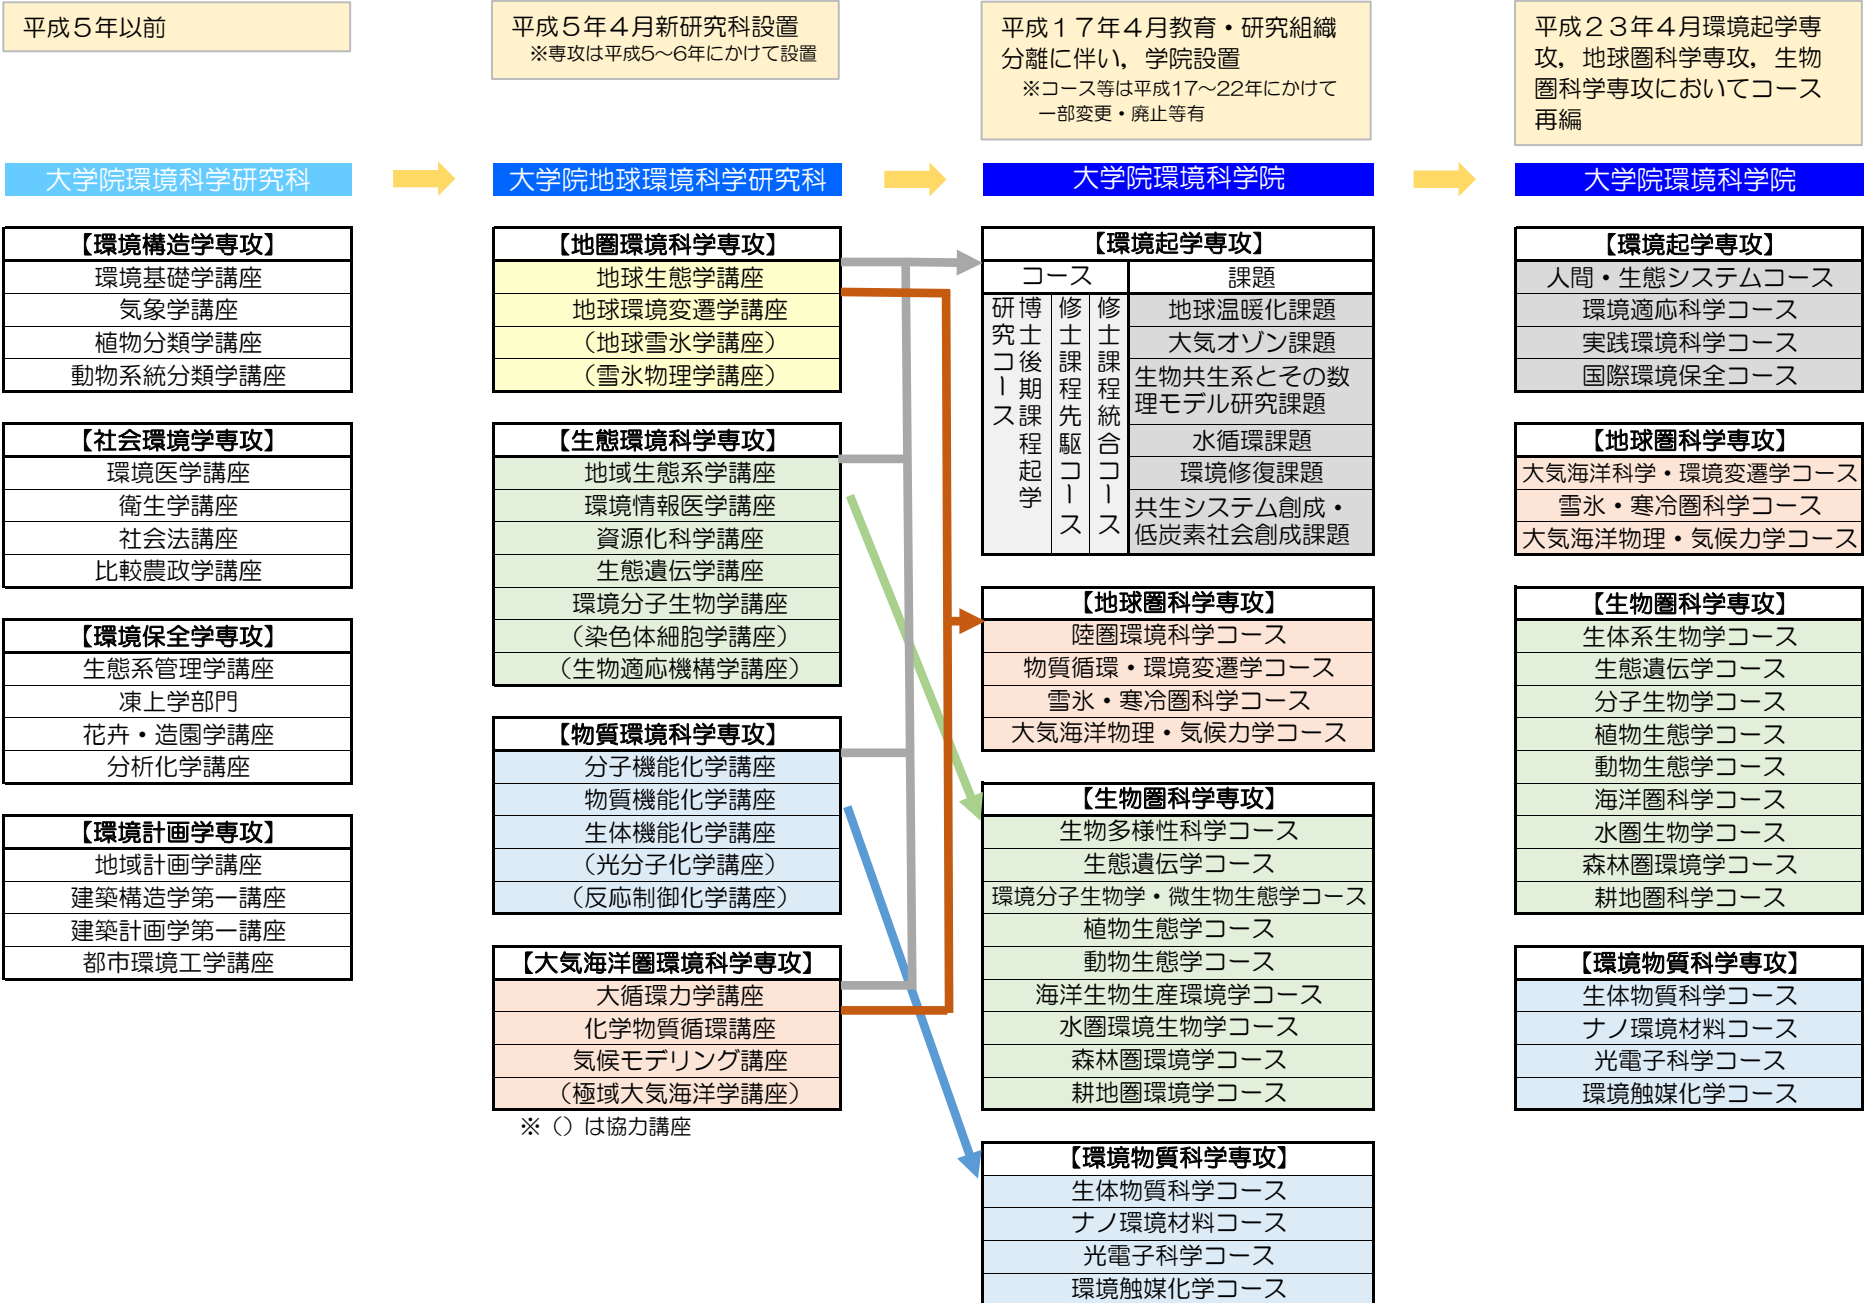 平成５年以前
大学院環境科学研究科
【環境構造学専攻】
環境基礎学講座
気象学講座
植物分類学講座
動物系統分類学講座
【社会環境学専攻】
環境医学講座
衛生学講座
社会法講座
比較農政学講座
【環境保全学専攻】
生態系管理学講座
凍上学部門
花卉・造園学講座
分析化学講座
【環境計画学専攻】
地域計画学講座
建築構造学第一講座
建築計画学第一講座
都市環境工学講座
平成５年４月新研究科設置
※専攻は平成5～6年にかけて設置
大学院地球環境科学研究科
【地圏環境科学専攻】
地球生態学講座
地球環境変遷学講座
（地球雪氷学講座）
（雪氷物理学講座）
【生態環境科学専攻】
地域生態系学講座
環境情報医学講座
資源化科学講座
生態遺伝学講座
環境分子生物学講座
（染色体細胞学講座）
（生物適応機構学講座）
【物質環境科学専攻】
分子機能化学講座
物質機能化学講座
生体機能化学講座
（光分子化学講座）
（反応制御化学講座）
【大気海洋圏環境科学専攻】
大循環力学講座
化学物質循環講座
気候モデリング講座
（極域大気海洋学講座）
※（）は協力講座
平成１７年４月教育・研究組織
分離に伴い，学院設置
※コース等は平成17～22年にかけて
一部変更・廃止等有
大学院環境科学院
【環境起学専攻】
コース
課題
博士後期課程起学
研究コース
修士課程先駆コース
修士課程統合コース
地球温暖化課題
大気オゾン課題
生物共生系とその数
理モデル研究課題
水循環課題
環境修復課題
共生システム創成・
低炭素社会創成課題
【地球圏科学専攻】
陸圏環境科学コース
物質循環・環境変遷学コース
雪氷・寒冷圏科学コース
大気海洋物理・気候力学コース
【生物圏科学専攻】
生物多様性科学コース
生態遺伝学コース
環境分子生物学・微生物生態学コース
植物生態学コース
動物生態学コース
海洋生物生産環境学コース
水圏環境生物学コース
森林圏環境学コース
耕地圏環境学コース
【環境物質科学専攻】
生体物質科学コース
ナノ環境材料コース
光電子科学コース
環境触媒化学コース
平成２３年４月環境起学専
攻，地球圏科学専攻，生物
圏科学専攻においてコース
再編
大学院環境科学院
【環境起学専攻】
人間・生態システムコース
環境適応科学コース
実践環境科学コース
国際環境保全コース
【地球圏科学専攻】
大気海洋科学・環境変遷学コース
雪氷・寒冷圏科学コース
大気海洋物理・気候力学コース
【生物圏科学専攻】
生体系生物学コース
生態遺伝学コース
分子生物学コース
植物生態学コース
動物生態学コース
海洋圏科学コース
水圏生物学コース
森林圏環境学コース
耕地圏科学コース
【環境物質科学専攻】
生体物質科学コース
ナノ環境材料コース
光電子科学コース
環境触媒化学コース